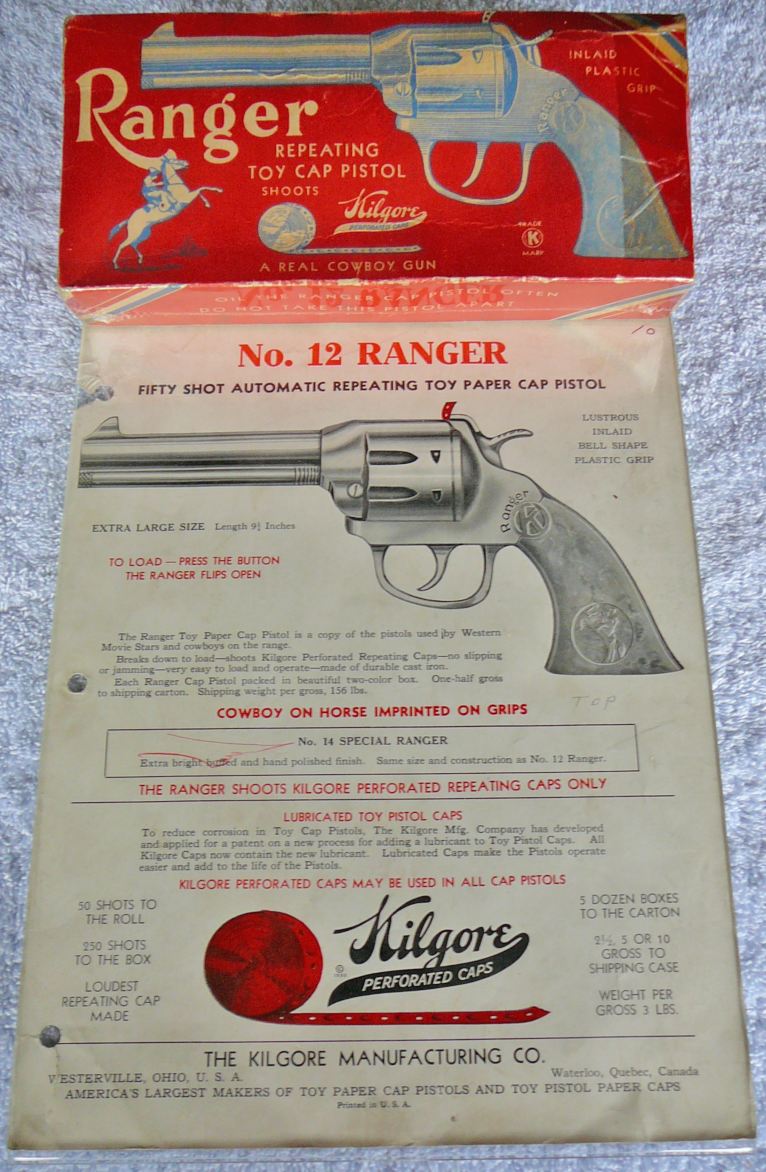 Ranger
REPEATING
TOY CAP PISTOL
SHOOTS
Kilgore
PERFORATED CAPS
A REAL COWBOY GUN
INLAID
PLASTIC
GRIP
Ranger
K
TRADE
K
MARK
OIL THE RANGER PISTOL OFTEN
DO NOT TAKE THIS PISTOL APART
10
No. 12 RANGER
FIFTY SHOT AUTOMATIC REPEATING TOY PAPER CAP PISTOL
LUSTROUS
INLAID
BELL SHAPE
PLASTIC GRIP
Ranger
K
EXTRA LARGE SIZE Length 9½ Inches
TO LOAD — PRESS THE BUTTON
THE RANGER FLIPS OPEN
The Ranger Toy Paper Cap Pistol is a copy of the pistols used by Western
Movie Stars and cowboys on the range.
Breaks down to load—shoots Kilgore Perforated Repeating Caps—no slipping
or jamming—very easy to load and operate—made of durable cast iron.
Each Ranger Cap Pistol packed in beautiful two-color box. One-half gross
to shipping carton. Shipping weight per gross, 156 lbs.
TOP
COWBOY ON HORSE IMPRINTED ON GRIPS
No. 14 SPECIAL RANGER
Extra bright buffed and hand polished finish. Same size and construction as No. 12 Ranger.
THE RANGER SHOOTS KILGORE PERFORATED REPEATING CAPS ONLY
LUBRICATED TOY PISTOL CAPS
To reduce corrosion in Toy Cap Pistols, The Kilgore Mfg. Company has developed
and applied for a patent on a new process for adding a lubricant to Toy Pistol Caps. All
Kilgore Caps now contain the new lubricant. Lubricated Caps make the Pistols operate
easier and add to the life of the Pistols.
KILGORE PERFORATED CAPS MAY BE USED IN ALL CAP PISTOLS
50 SHOTS TO
THE ROLL
250 SHOTS
TO THE BOX
LOUDEST
REPEATING CAP
MADE
Kilgore
PERFORATED CAPS
©
5 DOZEN BOXES
TO THE CARTON
2½, 5 OR 10
GROSS TO
SHIPPING CASE
WEIGHT PER
GROSS 3 LBS.
THE KILGORE MANUFACTURING CO.
WESTERVILLE, OHIO, U. S. A. Waterloo, Quebec, Canada
AMERICA'S LARGEST MAKERS OF TOY PAPER CAP PISTOLS AND TOY PISTOL PAPER CAPS
Printed in U. S. A.